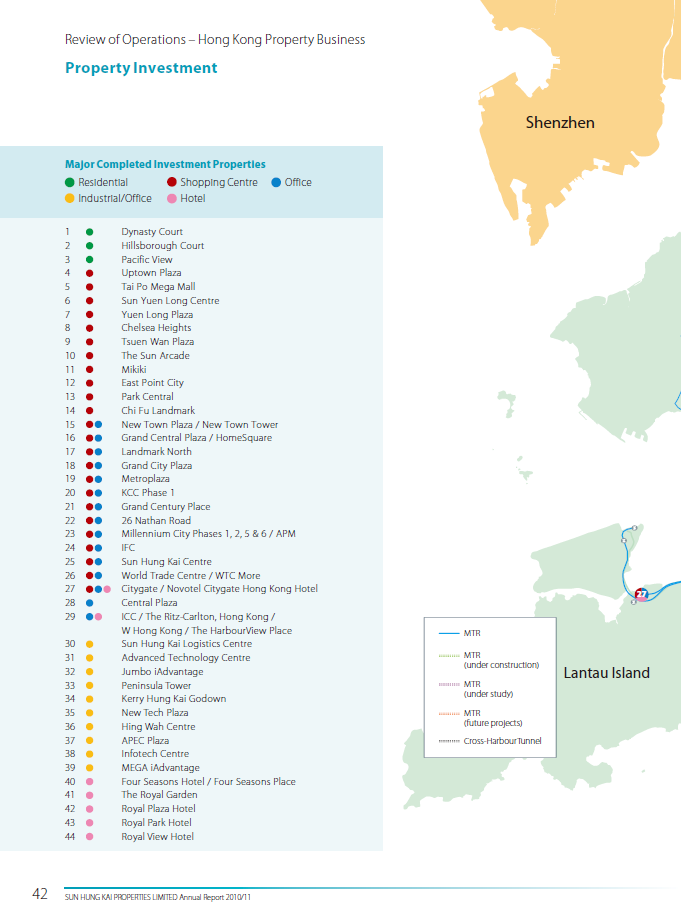 Review of Operations – Hong Kong Property Business
Property Investment
Shenzhen
Major Completed Investment Properties
Residential Shopping Centre Office
Industrial/Office Hotel
1 Dynasty Court
2 Hillsborough Court
3 Pacific View
4 Uptown Plaza
5 Tai Po Mega Mall
6 Sun Yuen Long Centre
7 Yuen Long Plaza
8 Chelsea Heights
9 Tsuen Wan Plaza
10 The Sun Arcade
11 Mikiki
12 East Point City
13 Park Central
14 Chi Fu Landmark
15 New Town Plaza / New Town Tower
16 Grand Central Plaza / HomeSquare
17 Landmark North
18 Grand City Plaza
19 Metroplaza
20 KCC Phase 1
21 Grand Century Place
22 26 Nathan Road
23 Millennium City Phases 1, 2, 5 & 6 / APM
24 IFC
25 Sun Hung Kai Centre
26 World Trade Centre / WTC More
27 Citygate / Novotel Citygate Hong Kong Hotel
28 Central Plaza
29 ICC / The Ritz-Carlton, Hong Kong /
W Hong Kong / The HarbourView Place
30 Sun Hung Kai Logistics Centre
31 Advanced Technology Centre
32 Jumbo iAdvantage
33 Peninsula Tower
34 Kerry Hung Kai Godown
35 New Tech Plaza
36 Hing Wah Centre
37 APEC Plaza
38 Infotech Centre
39 MEGA iAdvantage
40 Four Seasons Hotel / Four Seasons Place
41 The Royal Garden
42 Royal Plaza Hotel
43 Royal Park Hotel
44 Royal View Hotel
27
MTR
MTR
(under construction)
MTR
(under study)
MTR
(future projects)
Cross-Harbour Tunnel
Lantau Island
42 SUN HUNG KAI PROPERTIES LIMITED Annual Report 2010/11